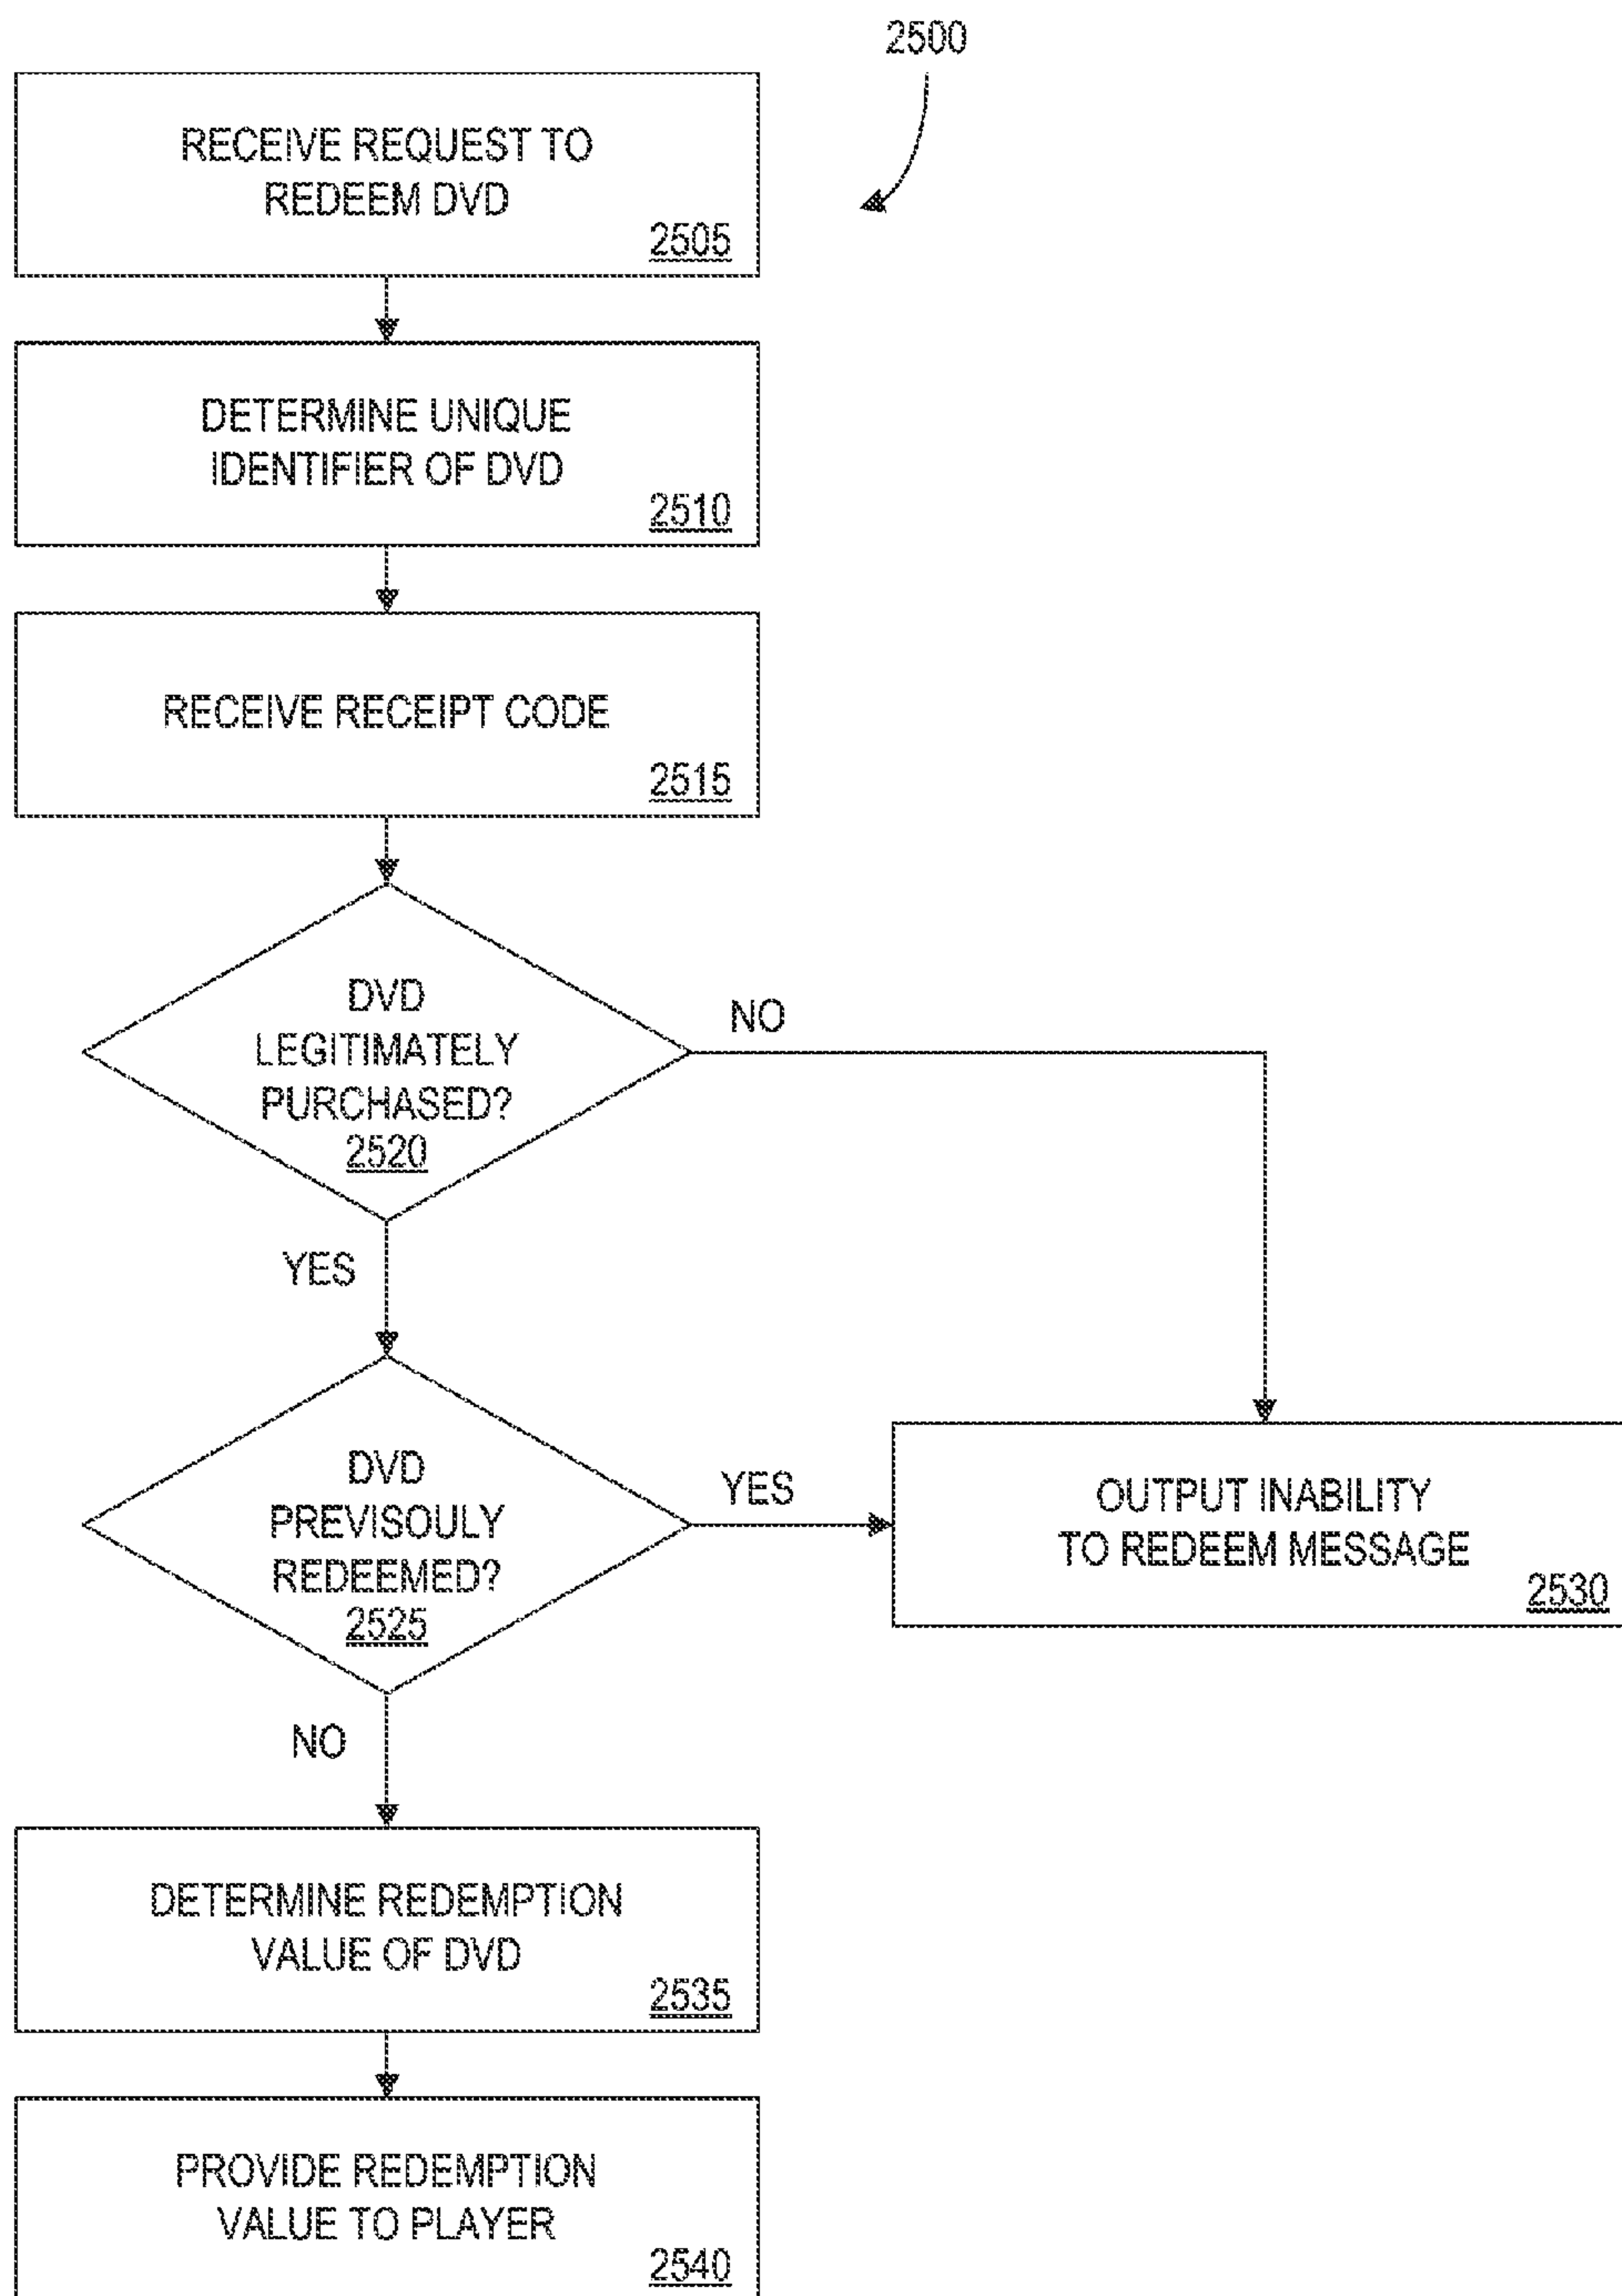 2500
RECEIVE REQUEST TO
REDEEM DVD
2505
DETERMINE UNIQUE
IDENTIFIER OF DVD
2510
RECEIVE RECEIPT CODE
2515
DVD
LEGITIMATELY
PURCHASED?
2520
NO
YES
DVD
PREVISOULY
REDEEMED?
2525
YES
OUTPUT INABILITY
TO REDEEM MESSAGE
2530
NO
DETERMINE REDEMPTION
VALUE OF DVD
2535
PROVIDE REDEMPTION
VALUE TO PLAYER
2540